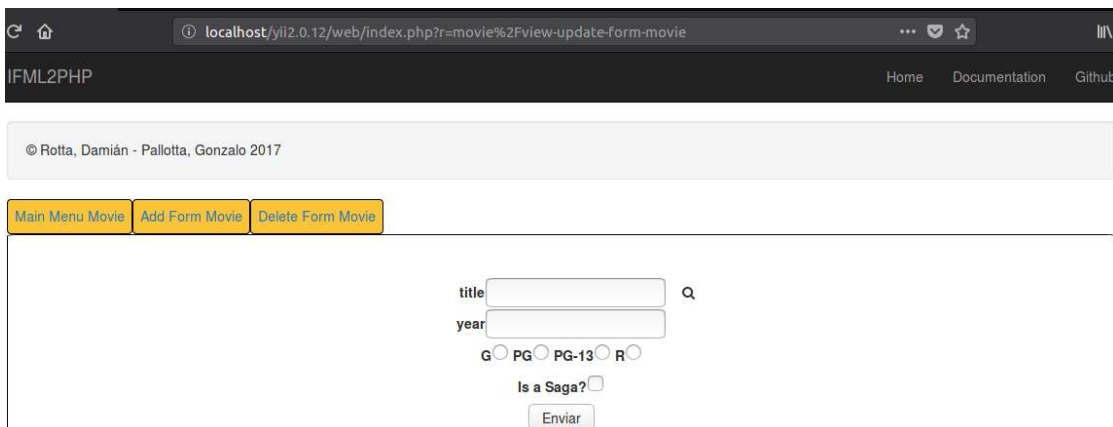 localhost/yii2.0.12/web/index.php?r=movie%2Fview-update-form-movie
IFML2PHP Home Documentation Github
© Rotta, Damián - Pallotta, Gonzalo 2017
Main Menu Movie Add Form Movie Delete Form Movie
title
year
G PG PG-13 R
Is a Saga?
Enviar